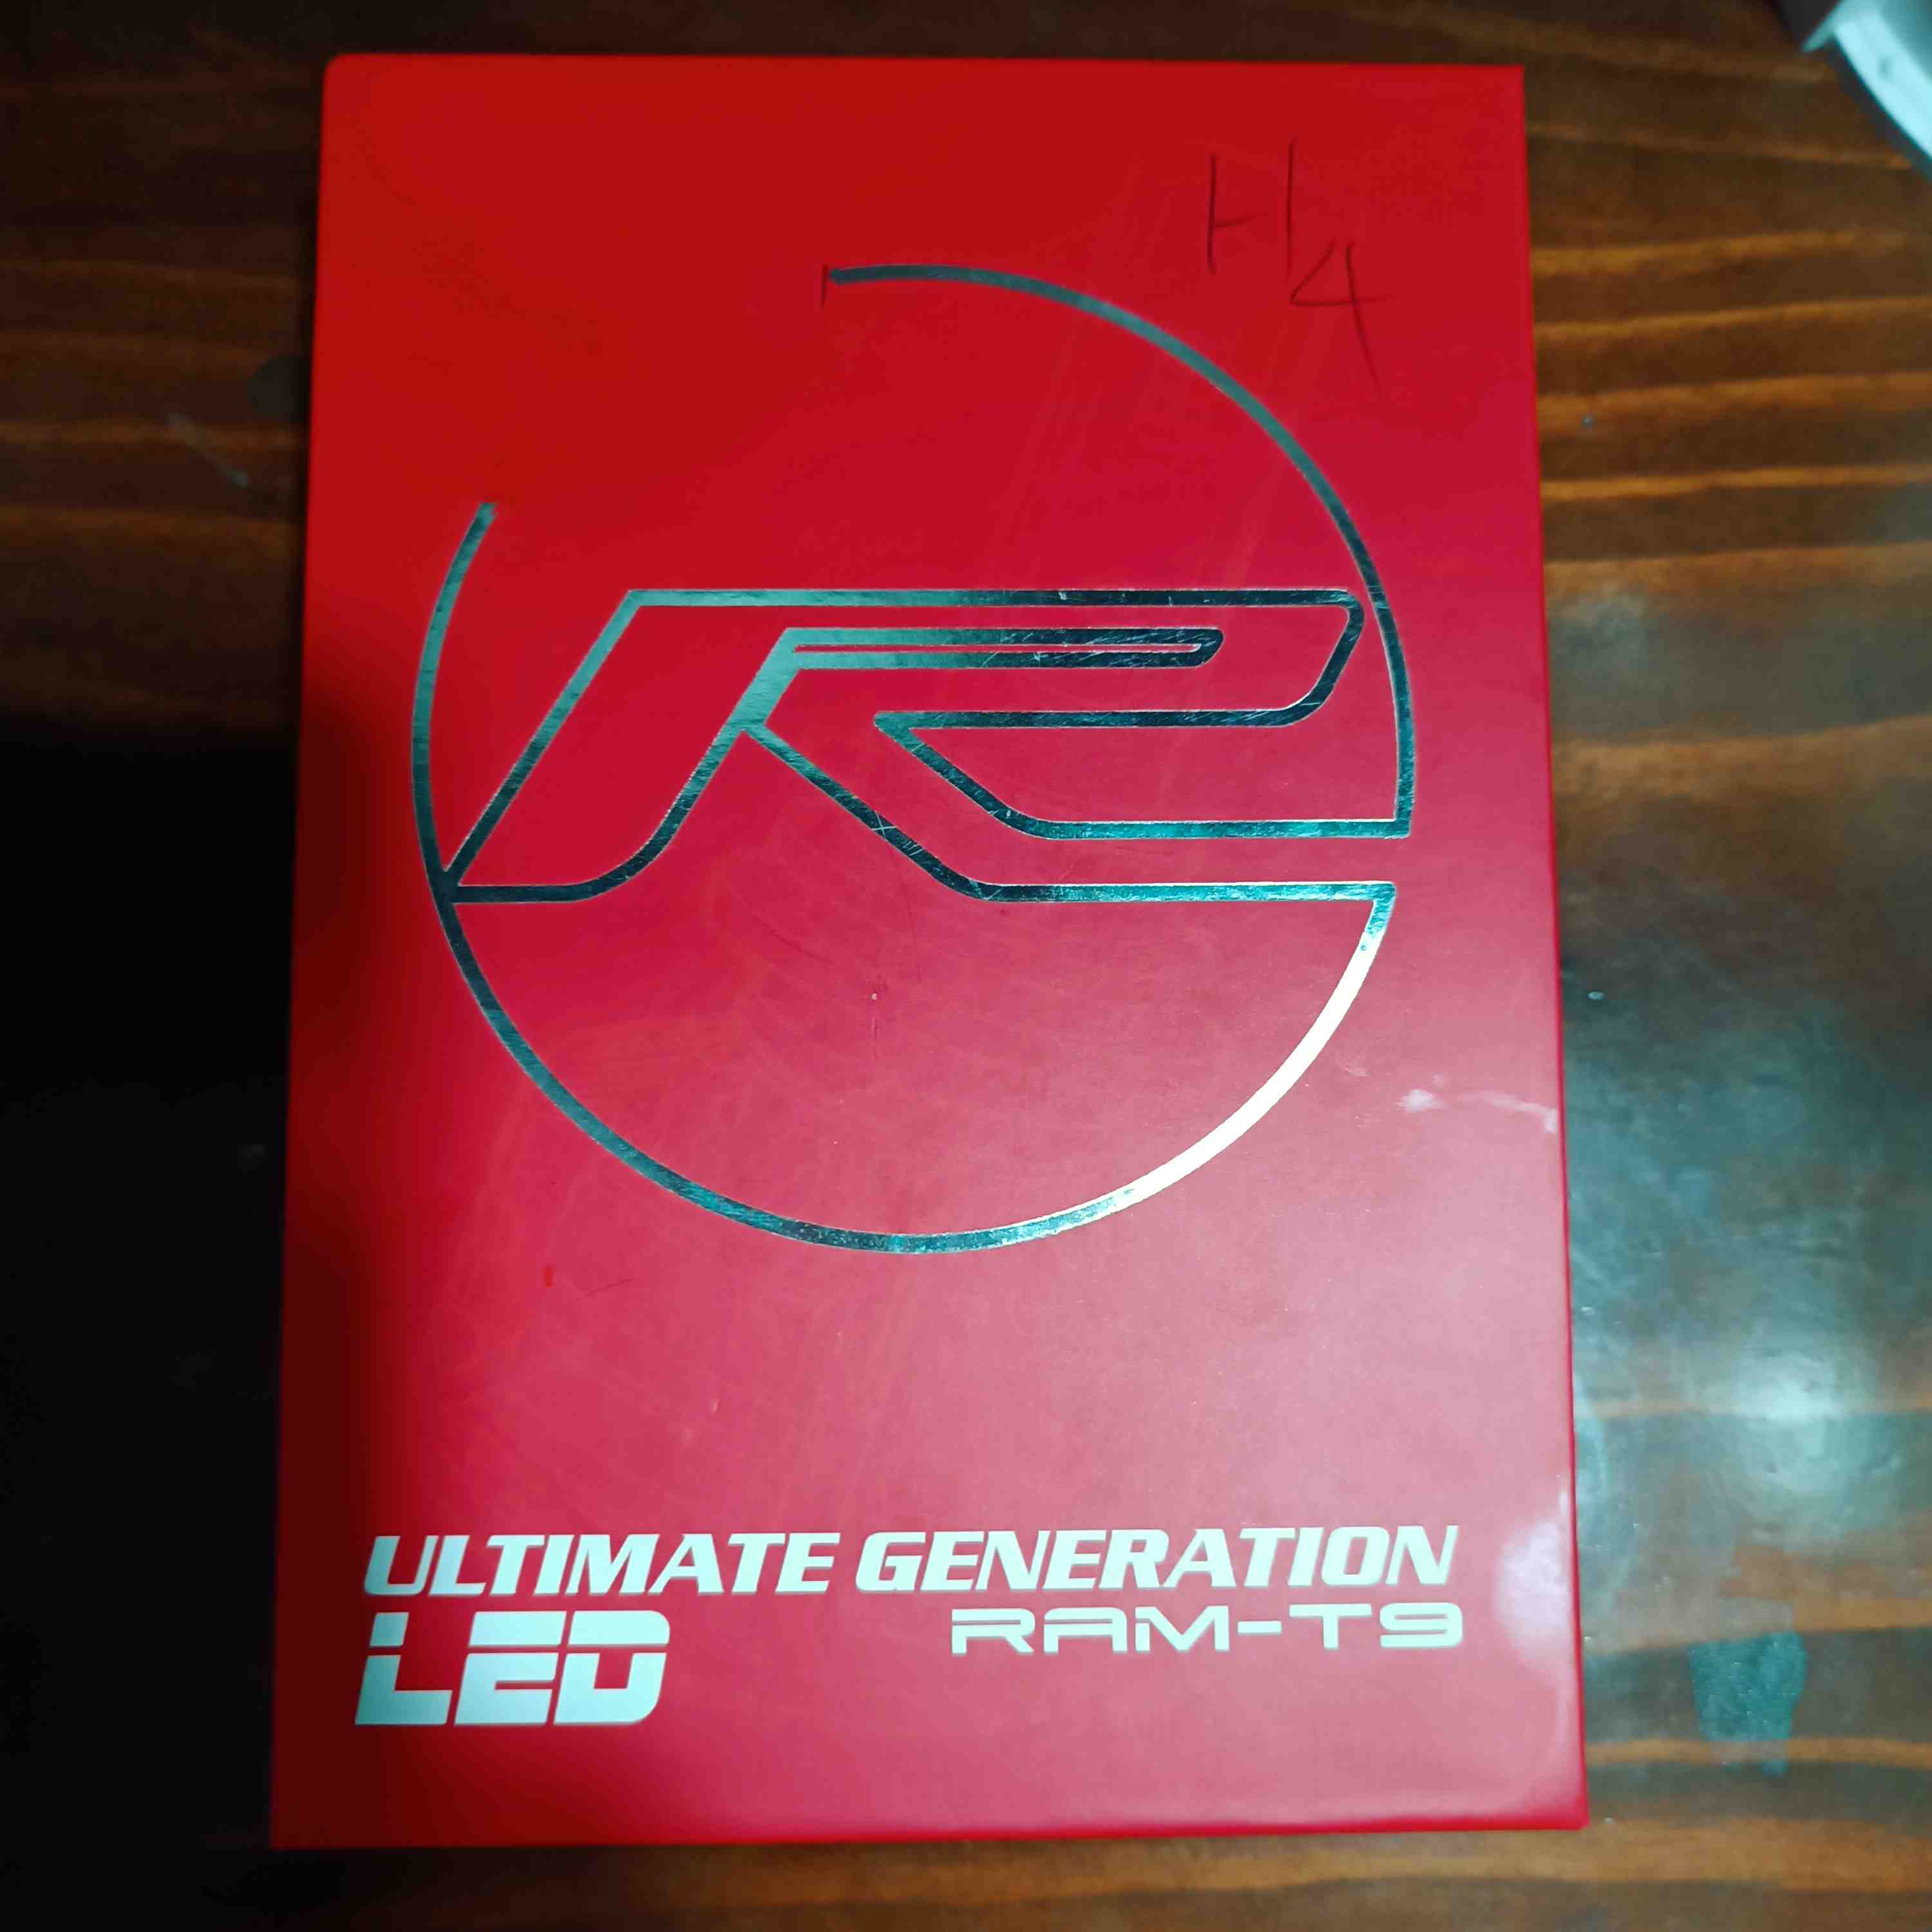 H4
R
ULTIMATE GENERATION
LED RAM-T9